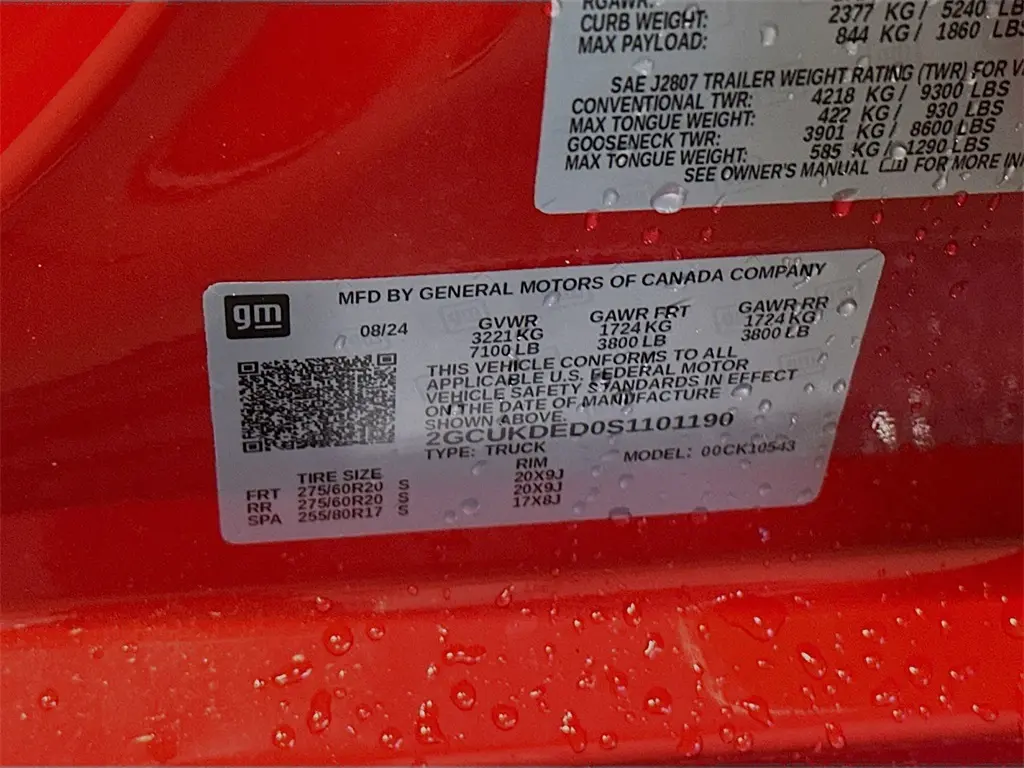 2377 KG / 5240 LB
CURB WEIGHT: 844 KG / 1860 LBS
MAX PAYLOAD:
SAE J2807 TRAILER WEIGHT RATING (TWR) FOR
CONVENTIONAL TWR: 4218 KG / 9300 LBS
MAX TONGUE WEIGHT: 422 KG / 930 LBS
GOOSENECK TWR: 3901 KG / 8600 LBS
MAX TONGUE WEIGHT: 585 KG / 1290 LBS
SEE OWNER'S MANUAL FOR MORE
gm
MFD BY GENERAL MOTORS OF CANADA COMPANY
08/24 GVWR GAWR FRT GAWR RR
3221 KG 1724 KG 1724 KG
7100 LB 3800 LB 3800 LB
THIS VEHICLE CONFORMS TO ALL
APPLICABLE U.S. FEDERAL MOTOR
VEHICLE SAFETY STANDARDS IN EFFECT
ON THE DATE OF MANUFACTURE
SHOWN ABOVE.
2GCUKDED0S1101190
TYPE: TRUCK MODEL: 00CK10543
TIRE SIZE RIM
FRT 275/60R20 S 20X9J
RR 275/60R20 S 20X9J
SPA 255/80R17 S 17X8J